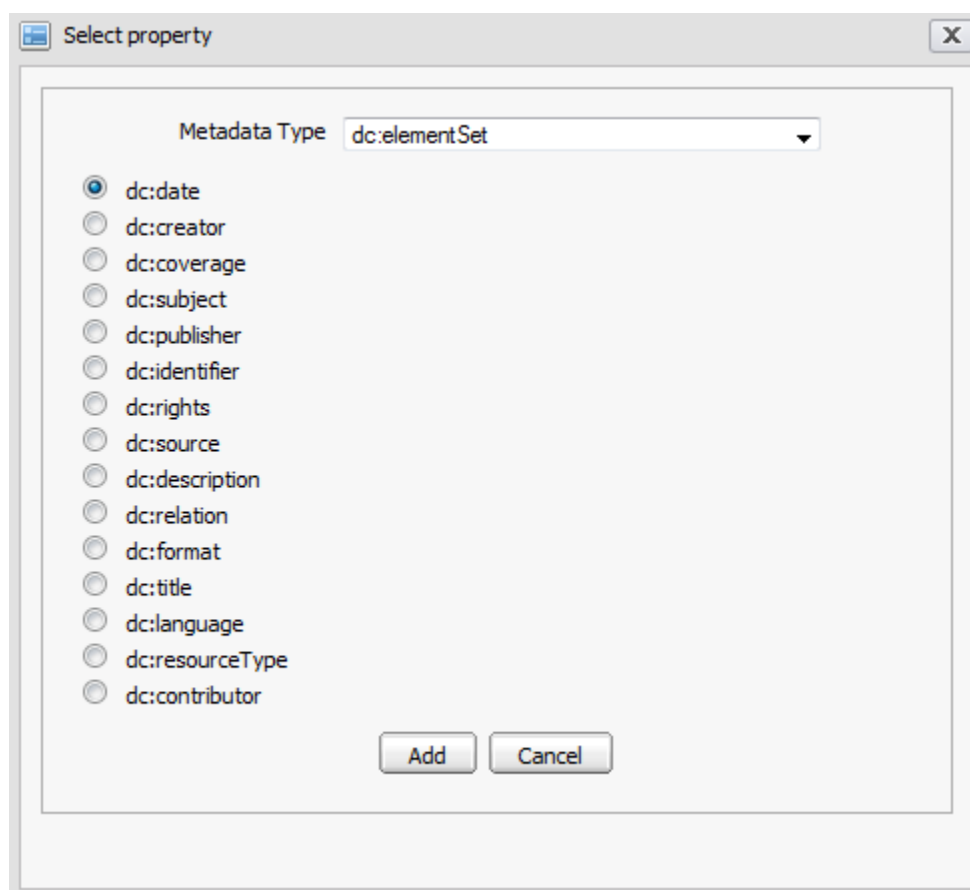 Select property
Metadata Type dc:elementSet
dc:date
dc:creator
dc:coverage
dc:subject
dc:publisher
dc:identifier
dc:rights
dc:source
dc:description
dc:relation
dc:format
dc:title
dc:language
dc:resourceType
dc:contributor
Add Cancel